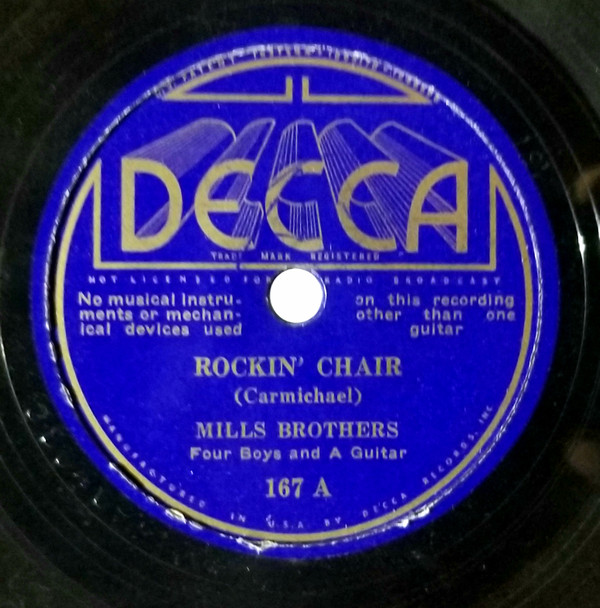 DECCA
TRADE MARK REGISTERED
NOT LICENSED FOR RADIO BROADCAST
No musical instru- on this recording
ments or mechan- other than one
ical devices used guitar
ROCKIN' CHAIR
(Carmichael)
MILLS BROTHERS
Four Boys and A Guitar
167 A
MANUFACTURED IN U.S.A. BY DECCA RECORDS, INC